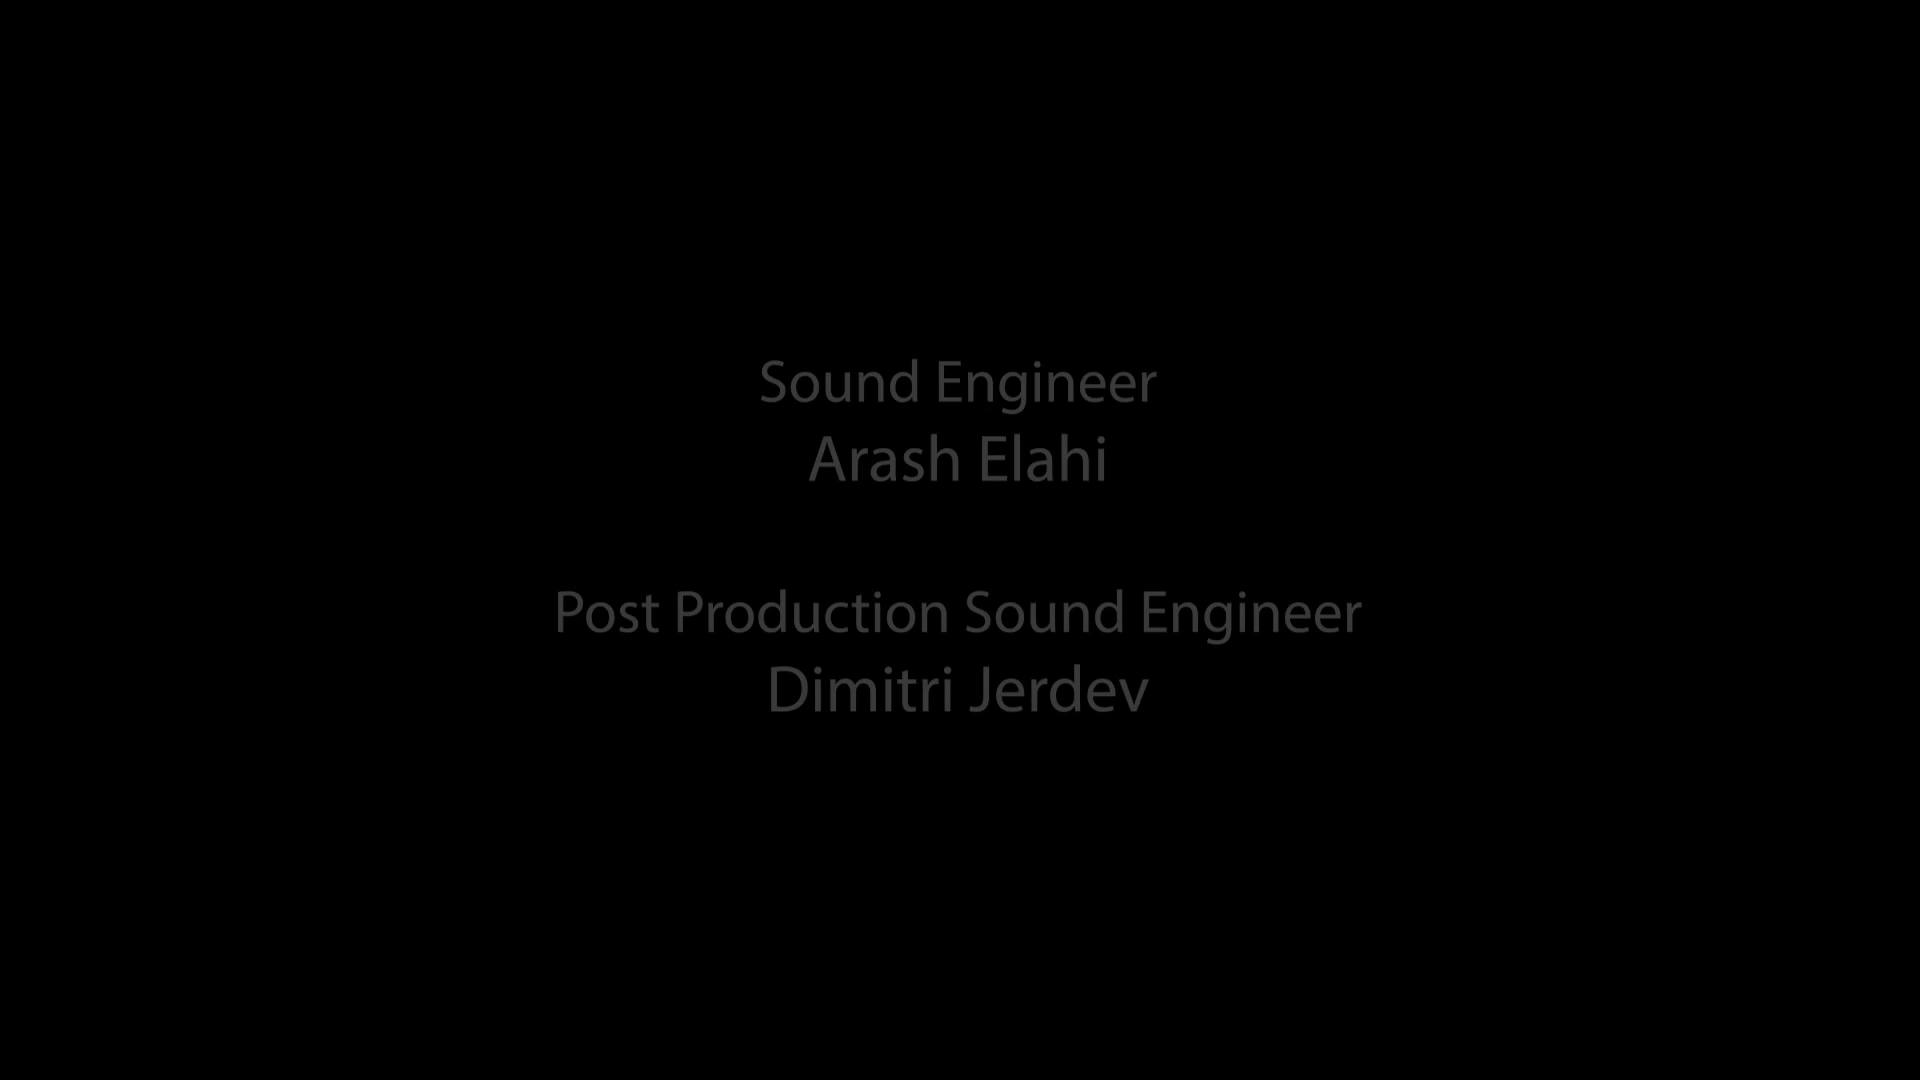 Sound Engineer
Arash Elahi
Post Production Sound Engineer
Dimitri Jerdev